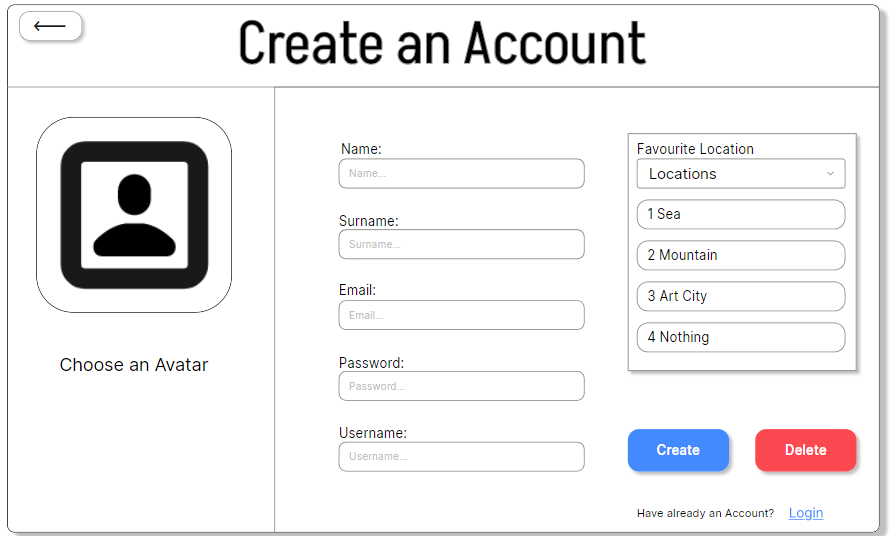 Create an Account
Choose an Avatar
Name:
Name...
Surname:
Surname...
Email:
Email...
Password:
Password...
Username:
Username...
Favourite Location
Locations
1 Sea
2 Mountain
3 Art City
4 Nothing
Create
Delete
Have already an Account? Login